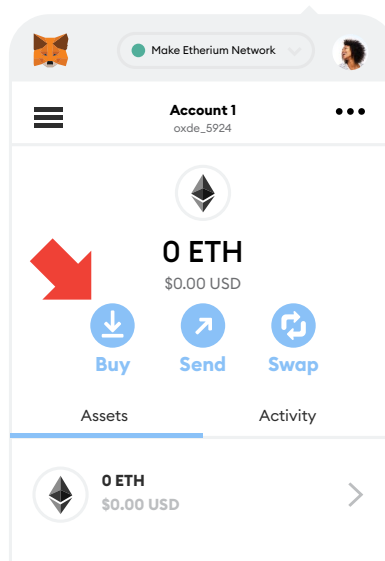 Make Etherium Network
Account 1
oxde_5924
0 ETH
$0.00 USD
Buy Send Swap
Assets Activity
0 ETH
$0.00 USD